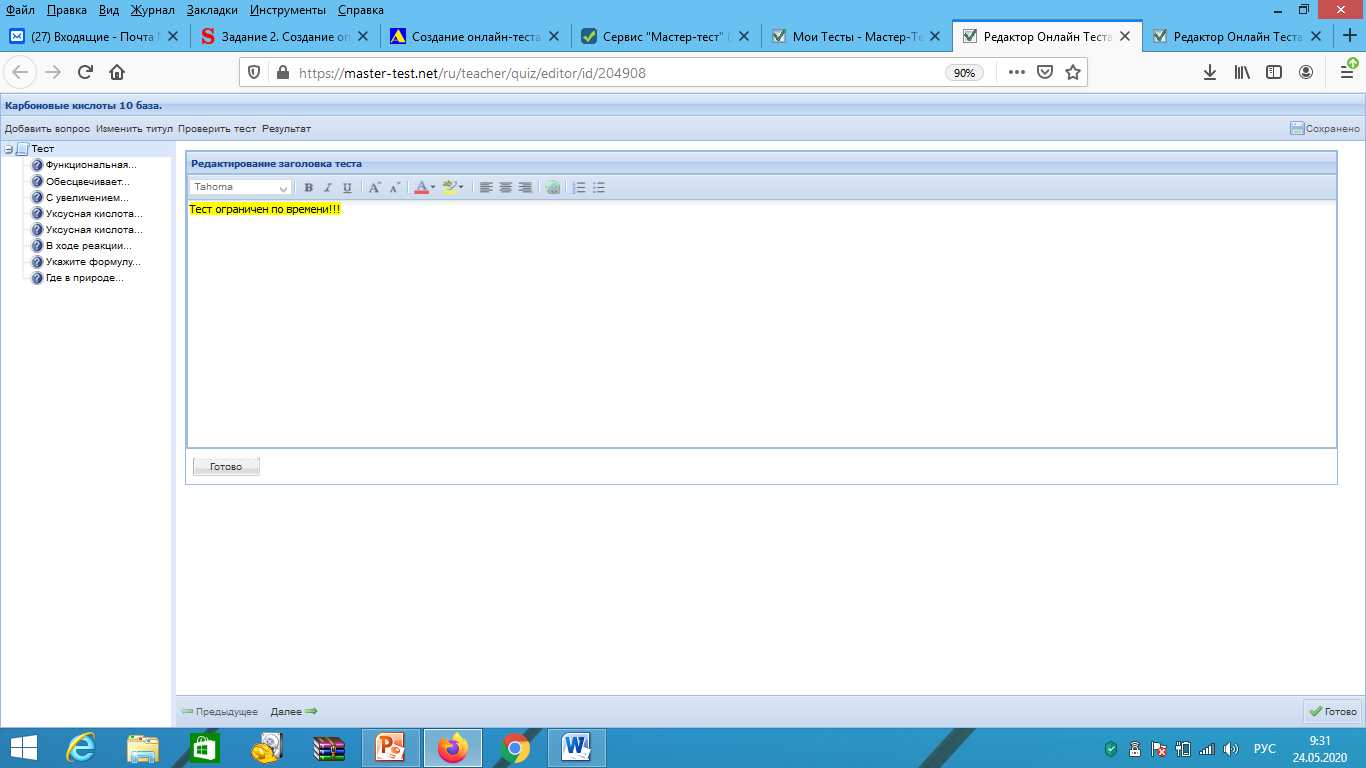 Файл Правка Вид Журнал Закладки Инструменты Справка
(27) Входящие - Почта
Задание 2. Создание он
Создание онлайн-теста
Сервис "Мастер-тест" (
Мои Тесты - Мастер-Те
Редактор Онлайн Теста
Редактор Онлайн Теста
https://master-test.net/ru/teacher/quiz/editor/id/204908
90%
Карбоновые кислоты 10 база.
Добавить вопрос Изменить титул Проверить тест Результат
Сохранено
Тест
Функциональная...
Обесцвечивает...
С увеличением...
Уксусная кислота...
Уксусная кислота...
В ходе реакции...
Укажите формулу...
Где в природе...
Редактирование заголовка теста
Tahoma
B I U A A A
Тест ограничен по времени!!!
Готово
Предыдущее Далее
Готово
РУС
9:31
24.05.2020